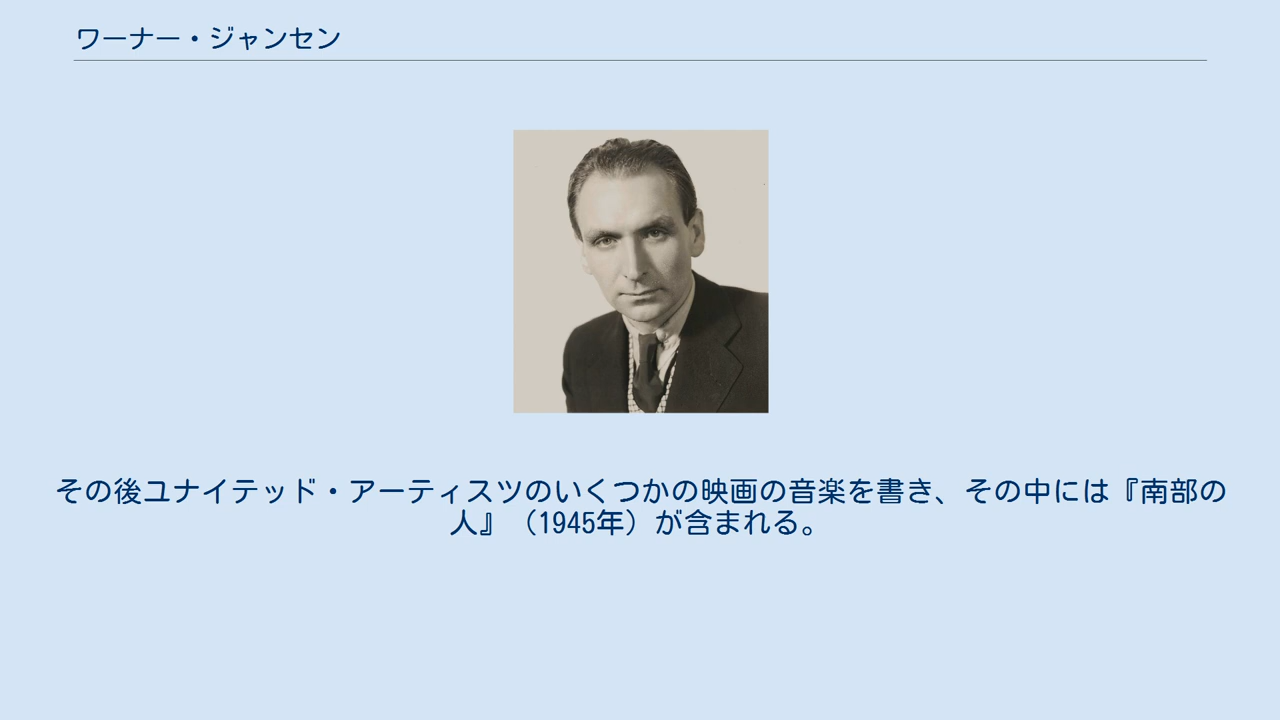 ワーナー・ジャンセン
その後ユナイテッド・アーティスツのいくつかの映画の音楽を書き、その中には『南部の
人』（1945年）が含まれる。